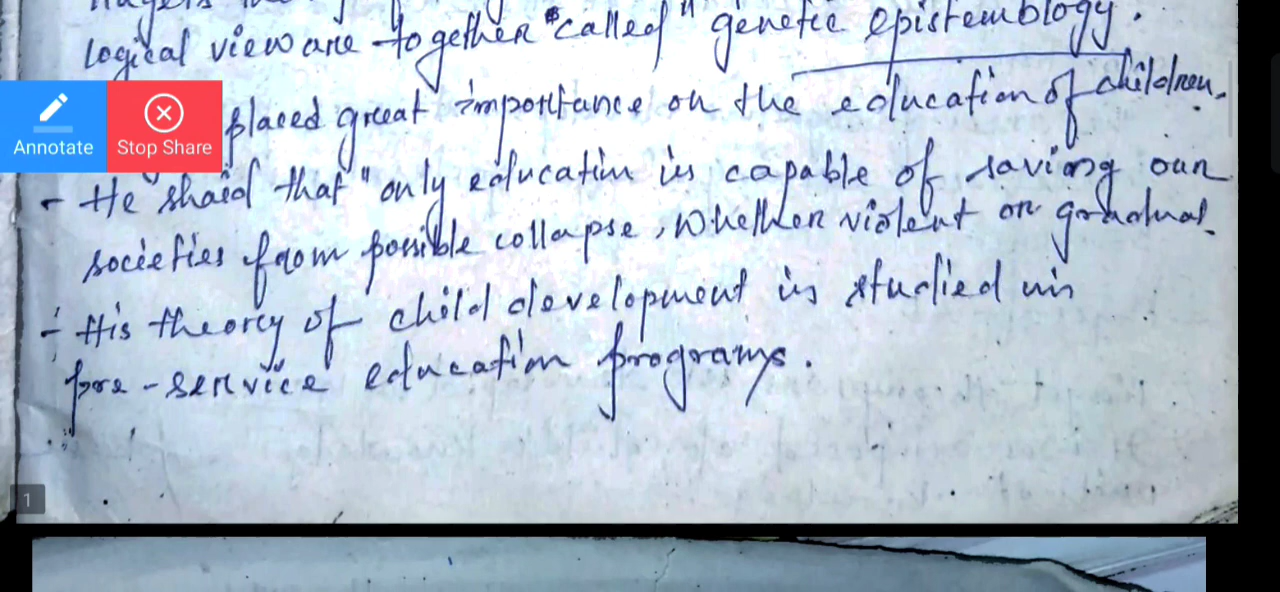 logical view are together "called" genetic epistemology.
placed great importance on the education of children.
Annotate
Stop Share
- He "shaid that" "only education is capable of saving our
societies from possible collapse, whether violent or gradual.
- His theory of child development is studied in
pre-service education programs.
1